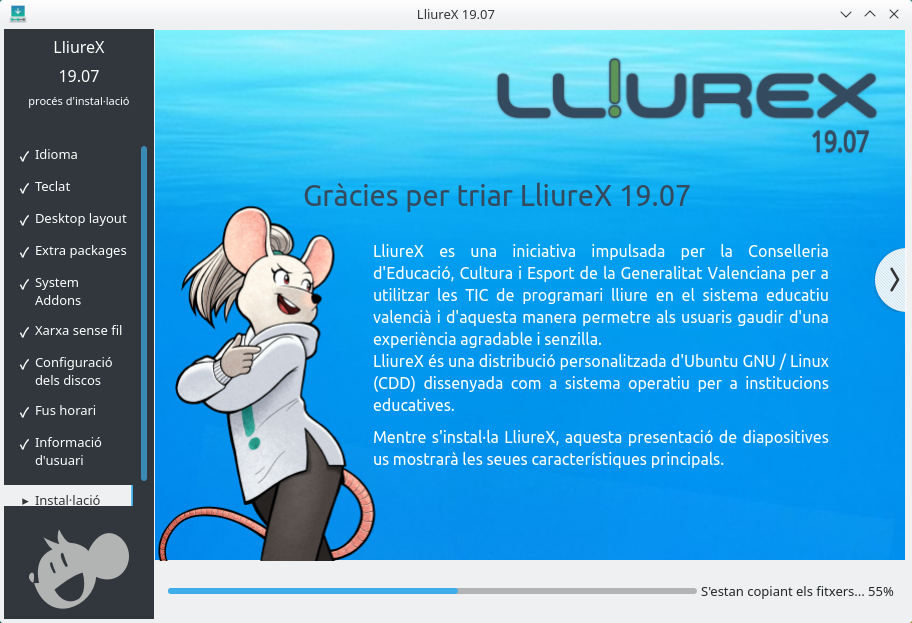 LliureX 19.07
LliureX
19.07
procés d'instal·lació
Idioma
Teclat
Desktop layout
Extra packages
System
Addons
Xarxa sense fil
Configuració
dels discos
Fus horari
Informació
d'usuari
Instal·lació
LLIUREX
19.07
Gràcies per triar LliureX 19.07
LliureX es una iniciativa impulsada per la Conselleria
d'Educació, Cultura i Esport de la Generalitat Valenciana per a
utilitzar les TIC de programari lliure en el sistema educatiu
valencià i d'aquesta manera permetre als usuaris gaudir d'una
experiència agradable i senzilla.
LliureX és una distribució personalitzada d'Ubuntu GNU / Linux
(CDD) dissenyada com a sistema operatiu per a institucions
educatives.
Mentre s'instal·la LliureX, aquesta presentació de diapositives
us mostrarà les seues característiques principals.
S'estan copiant els fitxers... 55%